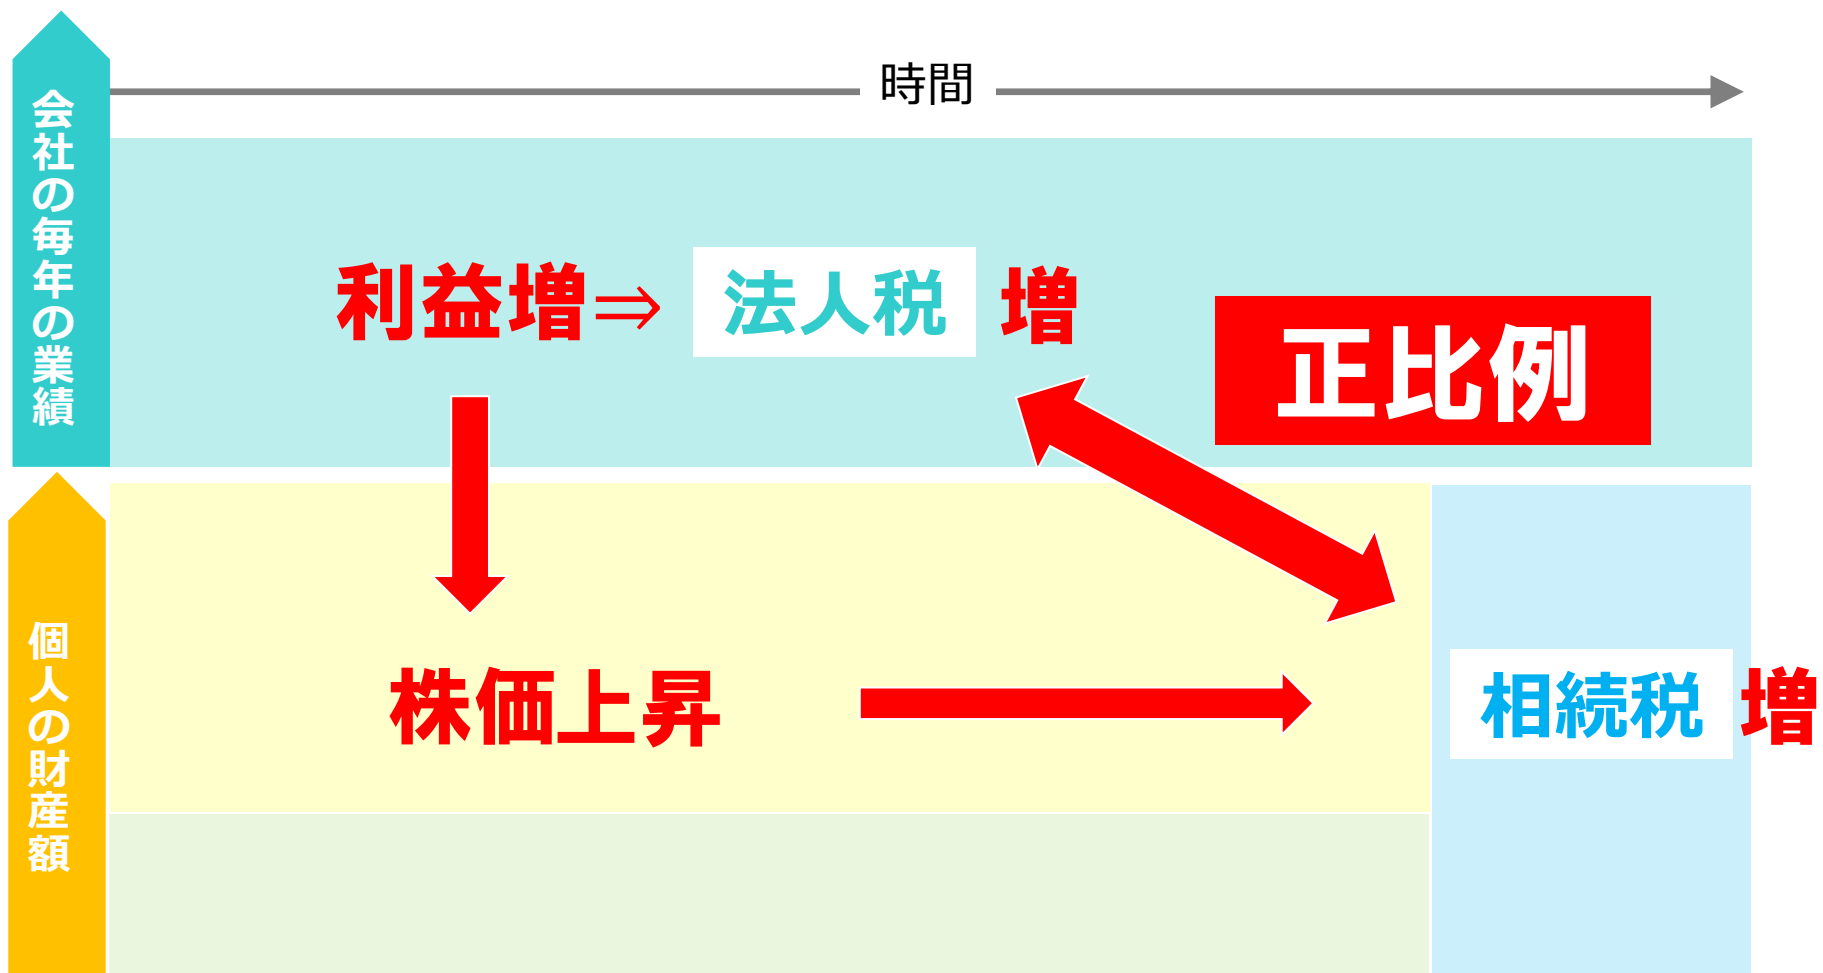 時間
会社の毎年の業績
利益増⇒ 法人税 増
正比例
個人の財産額
株価上昇
相続税 増